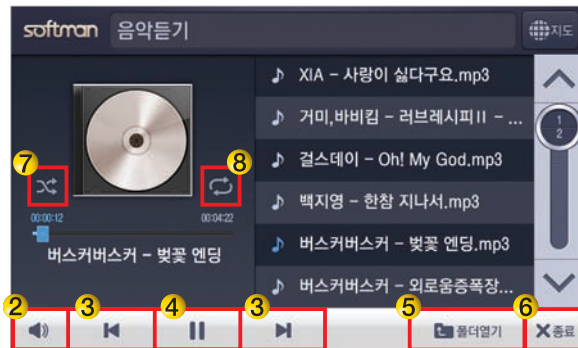 softman 음악듣기 지도
XIA - 사랑이 싫다구요.mp3
거미,바비킴 - 러브레시피II - ...
걸스데이 - Oh! My God.mp3
백지영 - 한참 지나서.mp3
버스커버스커 - 벚꽃 엔딩.mp3
버스커버스커 - 외로움증폭장...
1
2
7
8
00:00:12 00:04:22
버스커버스커 - 벚꽃 엔딩
2 3 4 3 5 6
폴더열기 종료